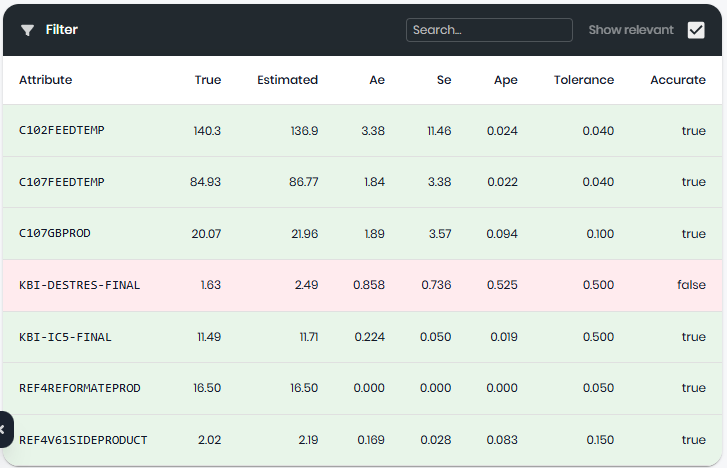 Filter Search... Show relevant
Attribute True Estimated Ae Se Ape Tolerance Accurate
C102FEEDTEMP 140.3 136.9 3.38 11.46 0.024 0.040 true
C107FEEDTEMP 84.93 86.77 1.84 3.38 0.022 0.040 true
C107GBPROD 20.07 21.96 1.89 3.57 0.094 0.100 true
KBI-DESTRES-FINAL 1.63 2.49 0.858 0.736 0.525 0.500 false
KBI-IC5-FINAL 11.49 11.71 0.224 0.050 0.019 0.500 true
REF4REFORMATEPROD 16.50 16.50 0.000 0.000 0.000 0.050 true
REF4V61SIDEPRODUCT 2.02 2.19 0.169 0.028 0.083 0.150 true